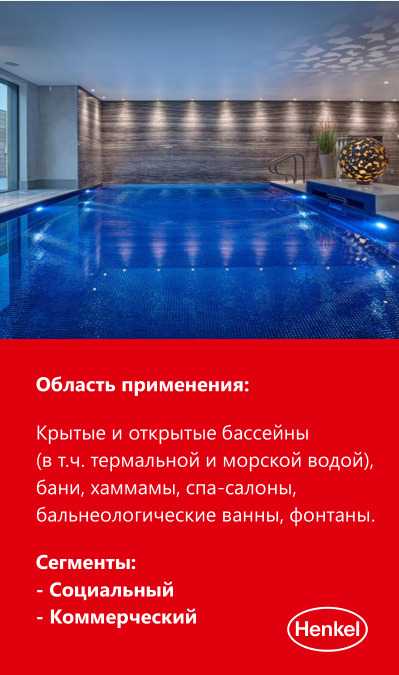 Область применения:
Крытые и открытые бассейны
(в т.ч. термальной и морской водой),
бани, хаммамы, спа-салоны,
бальнеологические ванны, фонтаны.
Сегменты:
- Социальный
- Коммерческий
Henkel